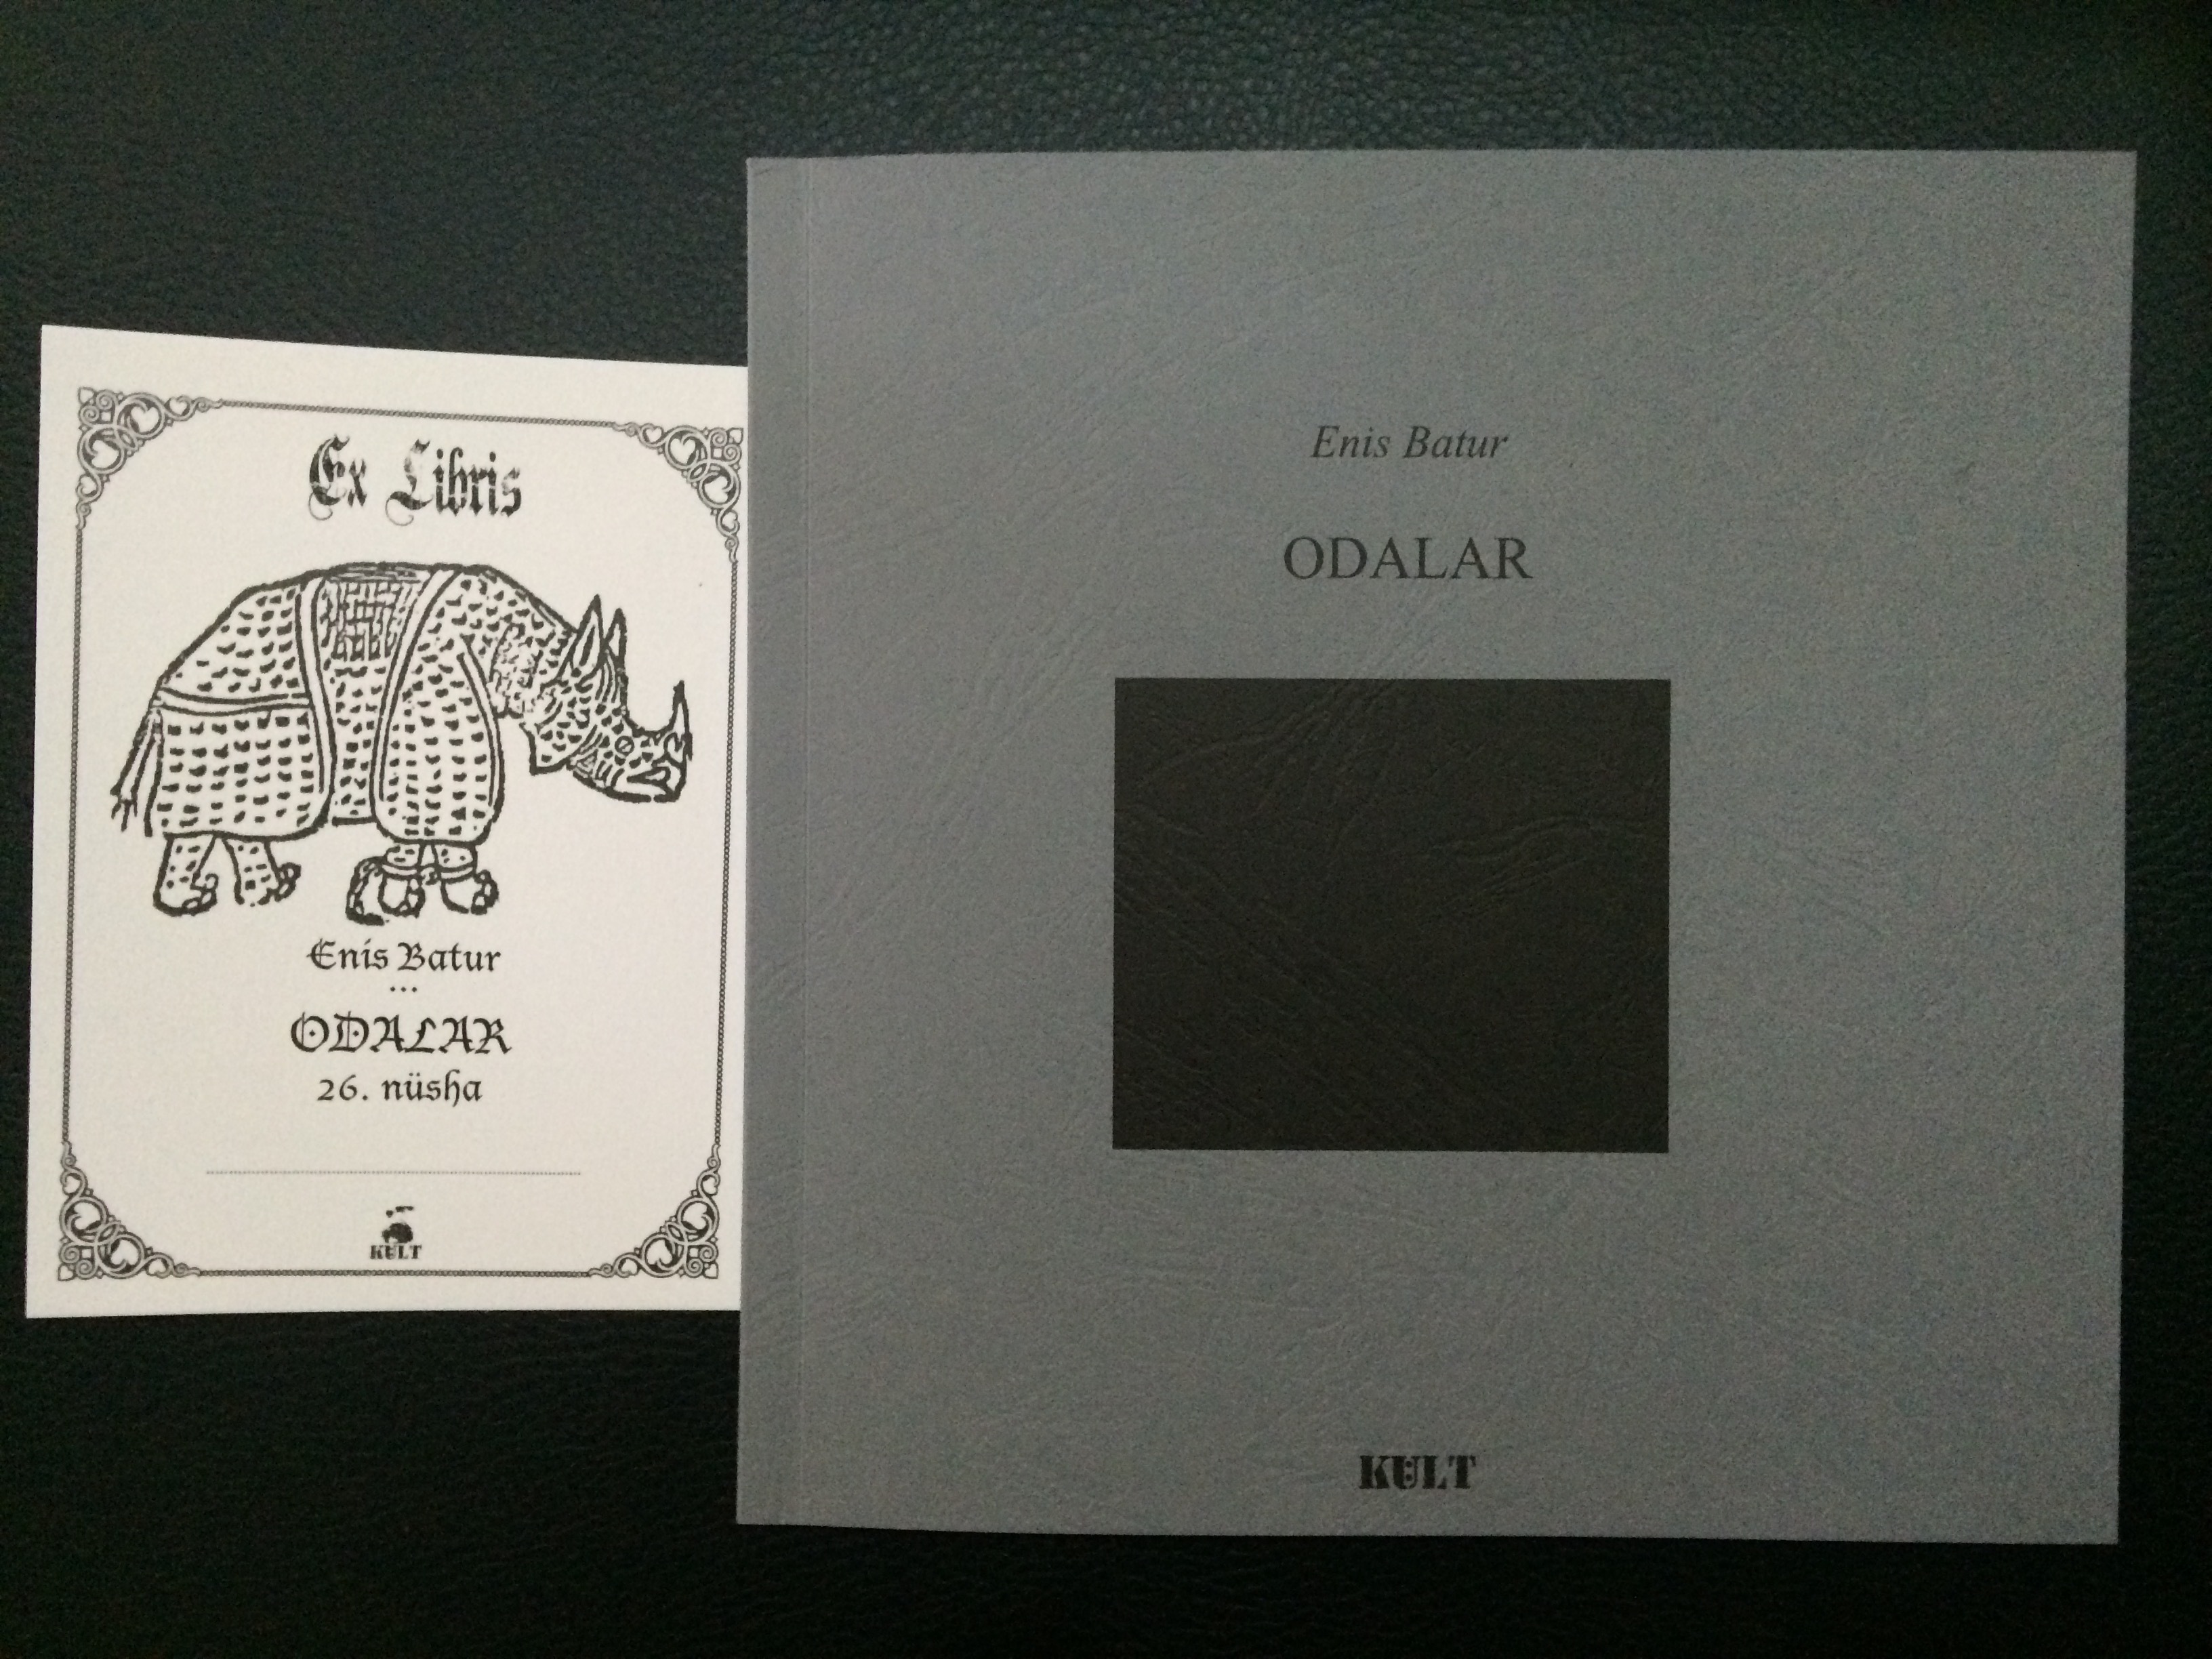 Ex Libris
Enis Batur
...
ODALAR
26. nüsha
KULT
Enis Batur
ODALAR
KULT